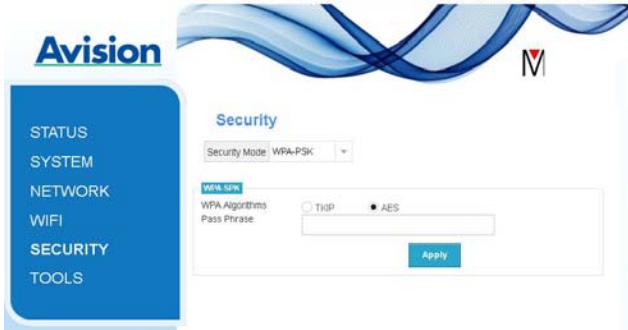 Avision
STATUS
SYSTEM
NETWORK
WIFI
SECURITY
TOOLS
Security
Security Mode WPA-PSK
WPA-SPK
WPA Algorithms TKIP AES
Pass Phrase
Apply